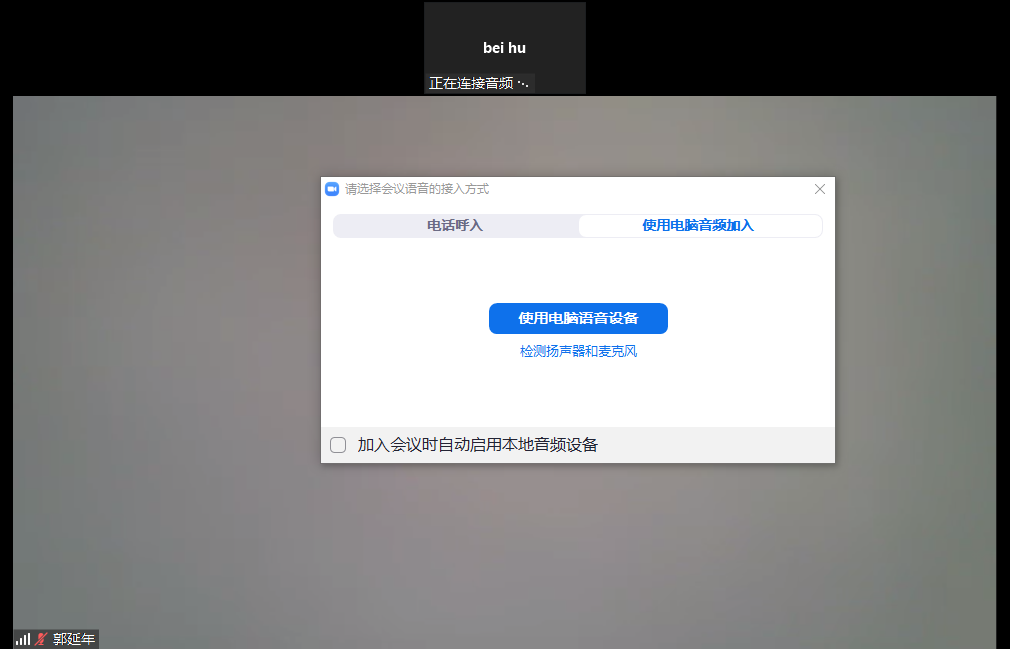 bei hu
正在连接音频
请选择会议语音的接入方式
电话呼入
使用电脑音频加入
使用电脑语音设备
检测扬声器和麦克风
加入会议时自动启用本地音频设备
郭延年